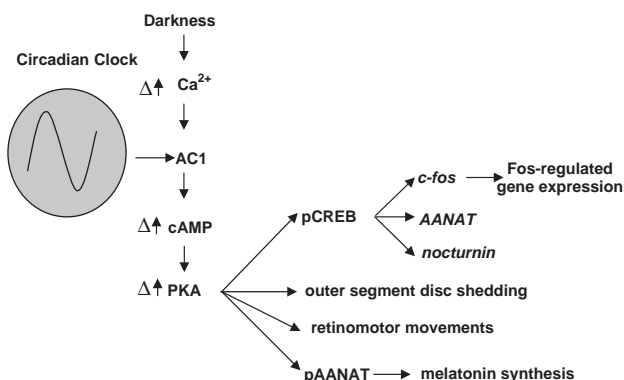 Darkness
Circadian Clock
Δ Ca²⁺
AC1
Δ cAMP
Δ PKA
pCREB
c-fos
Fos-regulated
gene expression
AANAT
nocturnin
outer segment disc shedding
retinomotor movements
pAANAT
melatonin synthesis